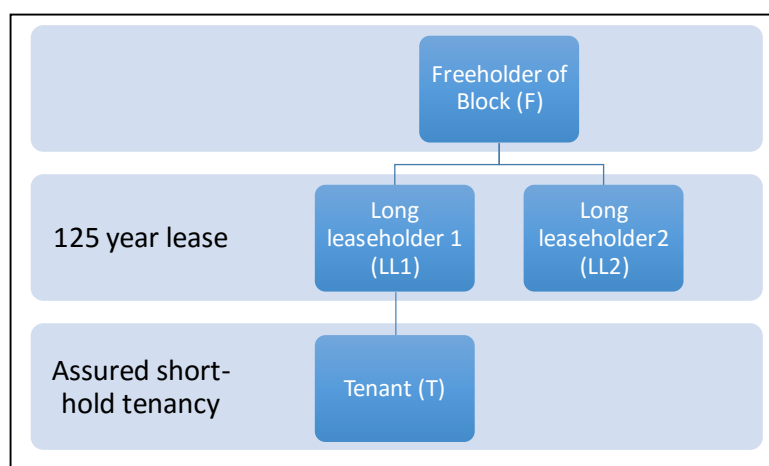 Freeholder of
Block (F)
125 year lease
Long
leaseholder 1
(LL1)
Long
leaseholder2
(LL2)
Assured short-
hold tenancy
Tenant (T)